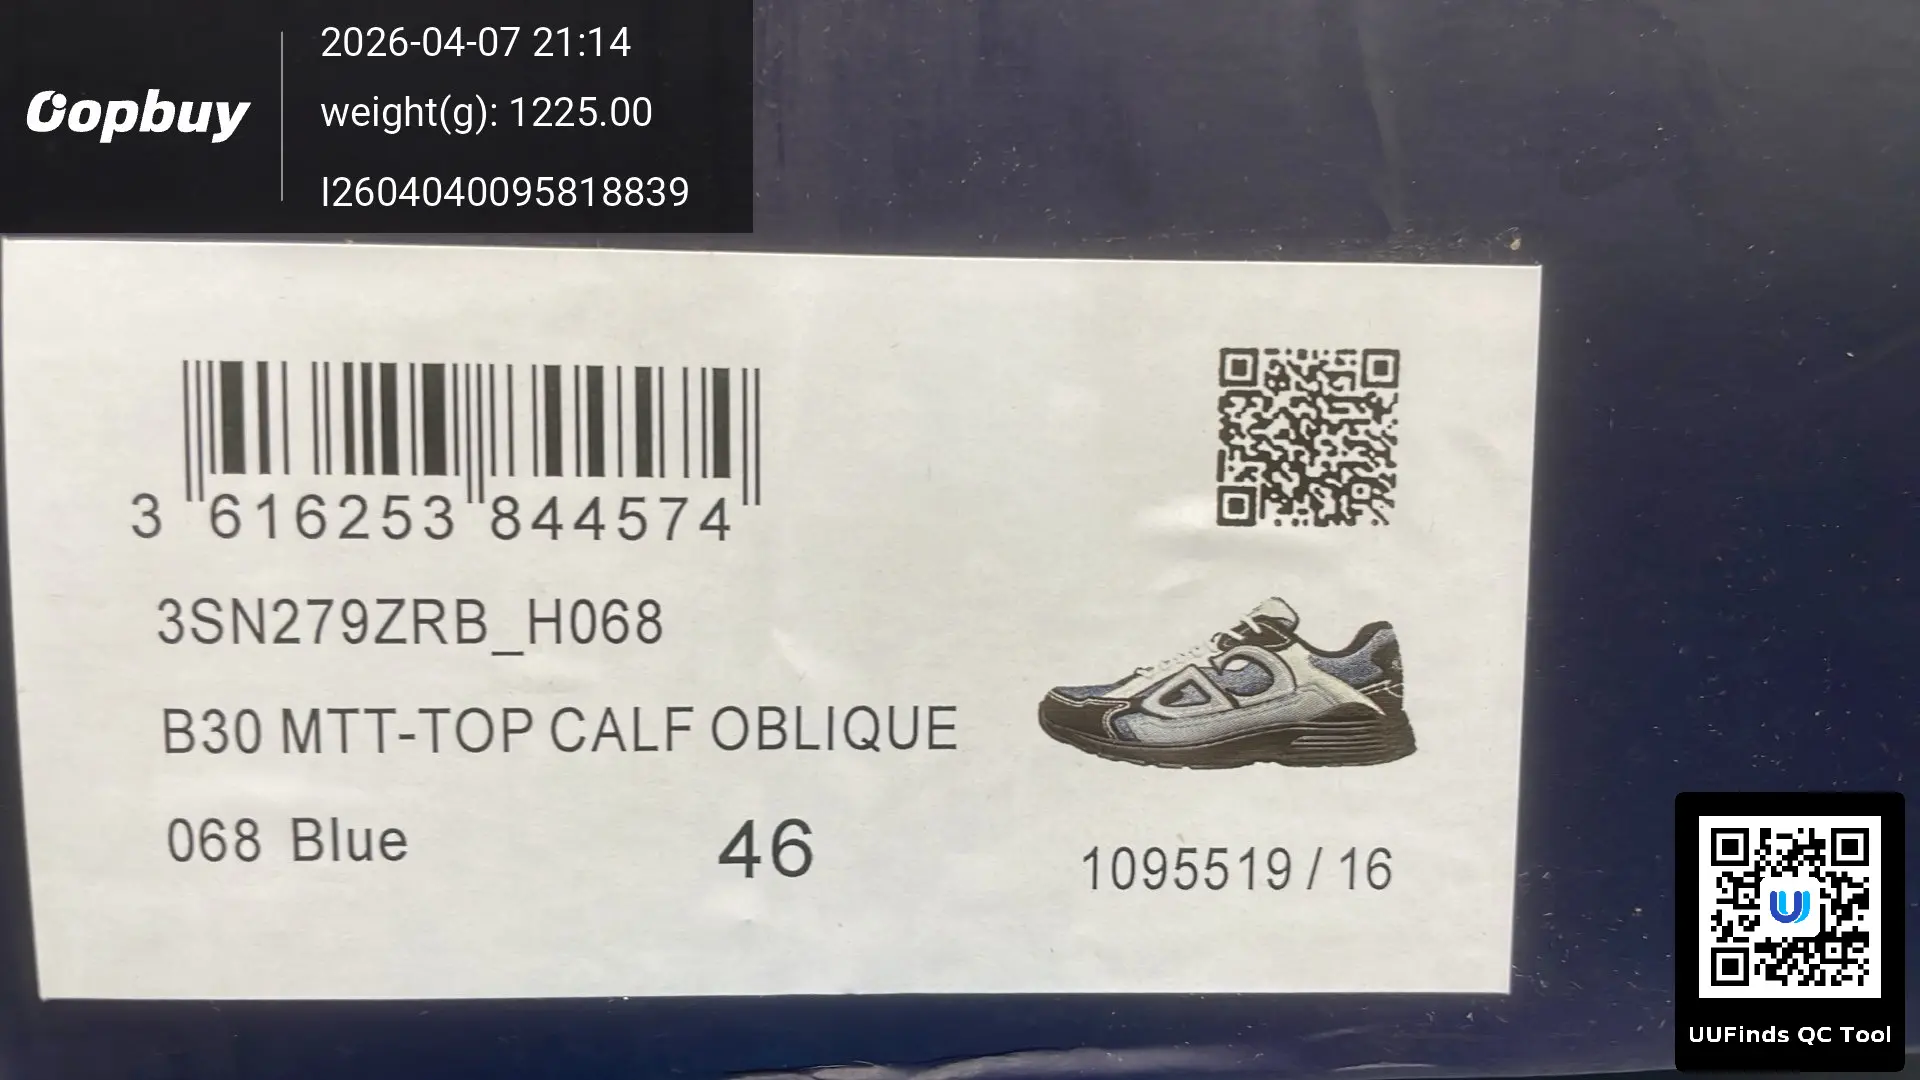 Oopbuy
2026-04-07 21:14
weight(g): 1225.00
I2604040095818839
3 616253 844574
3SN279ZRB_H068
B30 MTT-TOP CALF OBLIQUE
068 Blue
46
1095519 / 16
UUFinds QC Tool